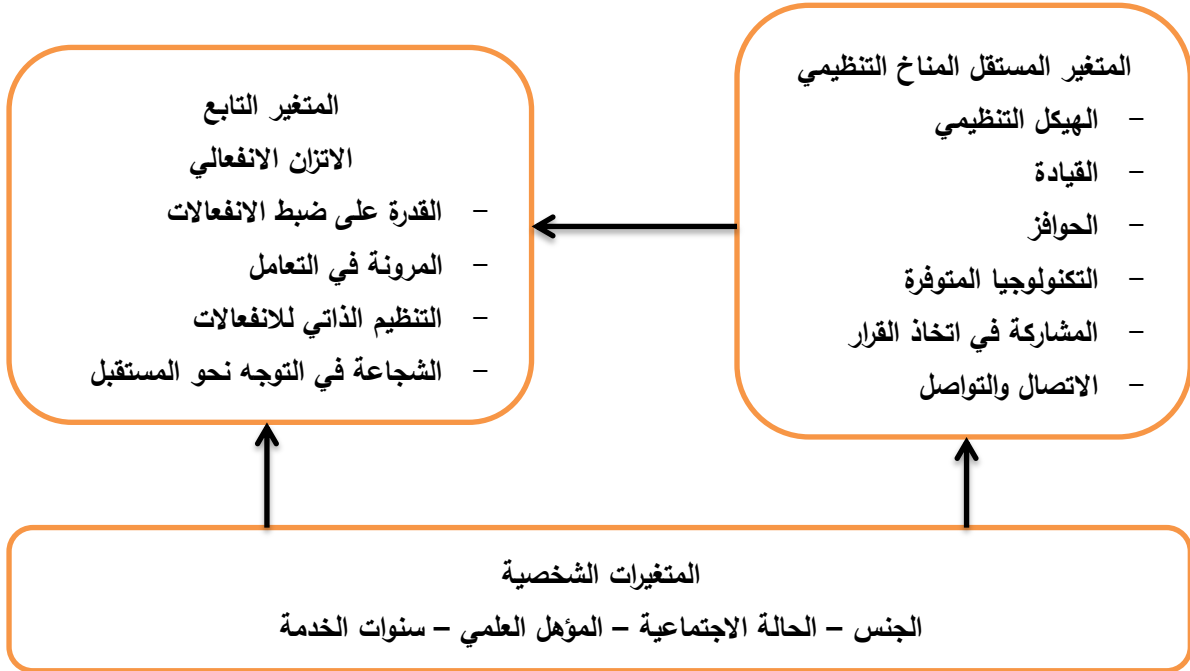 المتغير المستقل المناخ التنظيمي
- الهيكل التنظيمي
- القيادة
- الحوافز
- التكنولوجيا المتوفرة
- المشاركة في اتخاذ القرار
- الاتصال والتواصل
المتغير التابع
الاتزان الانفعالي
- القدرة على ضبط الانفعالات
- المرونة في التعامل
- التنظيم الذاتي للانفعالات
- الشجاعة في التوجه نحو المستقبل
المتغيرات الشخصية
الجنس – الحالة الاجتماعية – المؤهل العلمي – سنوات الخدمة